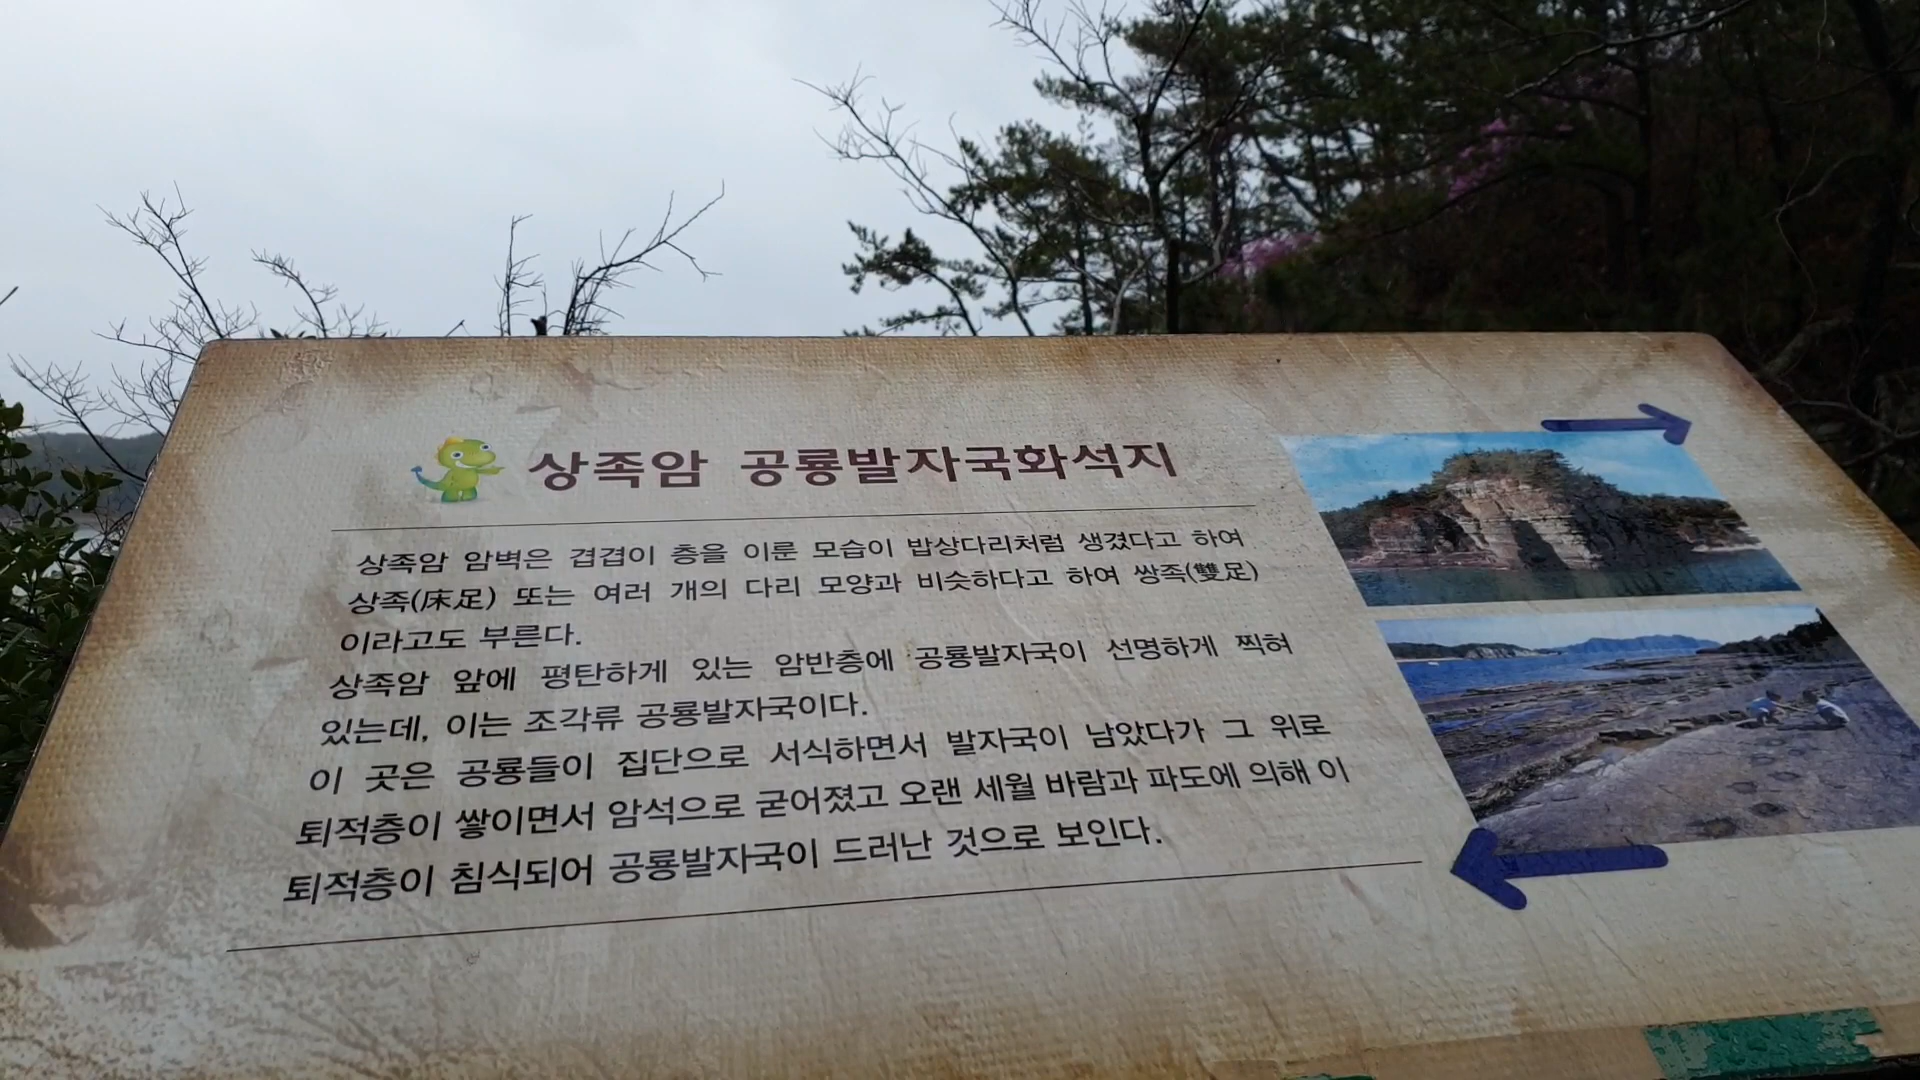 상족암 공룡발자국화석지
상족암 암벽은 겹겹이 층을 이룬 모습이 밥상다리처럼 생겼다고 하여
상족(床足) 또는 여러 개의 다리 모양과 비슷하다고 하여 쌍족(雙足)
이라고도 부른다.
상족암 앞에 평탄하게 있는 암반층에 공룡발자국이 선명하게 찍혀
있는데, 이는 조각류 공룡발자국이다.
이 곳은 공룡들이 집단으로 서식하면서 발자국이 남았다가 그 위로
퇴적층이 쌓이면서 암석으로 굳어졌고 오랜 세월 바람과 파도에 의해 이
퇴적층이 침식되어 공룡발자국이 드러난 것으로 보인다.